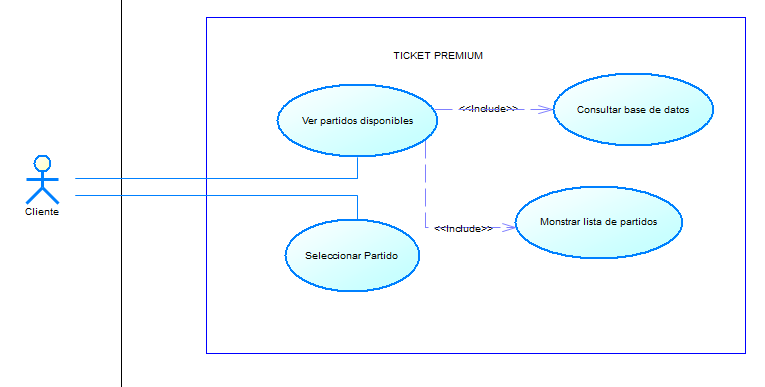 TICKET PREMIUM
Ver partidos disponibles
<<Include>>
Consultar base de datos
Cliente
<<Include>>
Monstrar lista de partidos
Seleccionar Partido